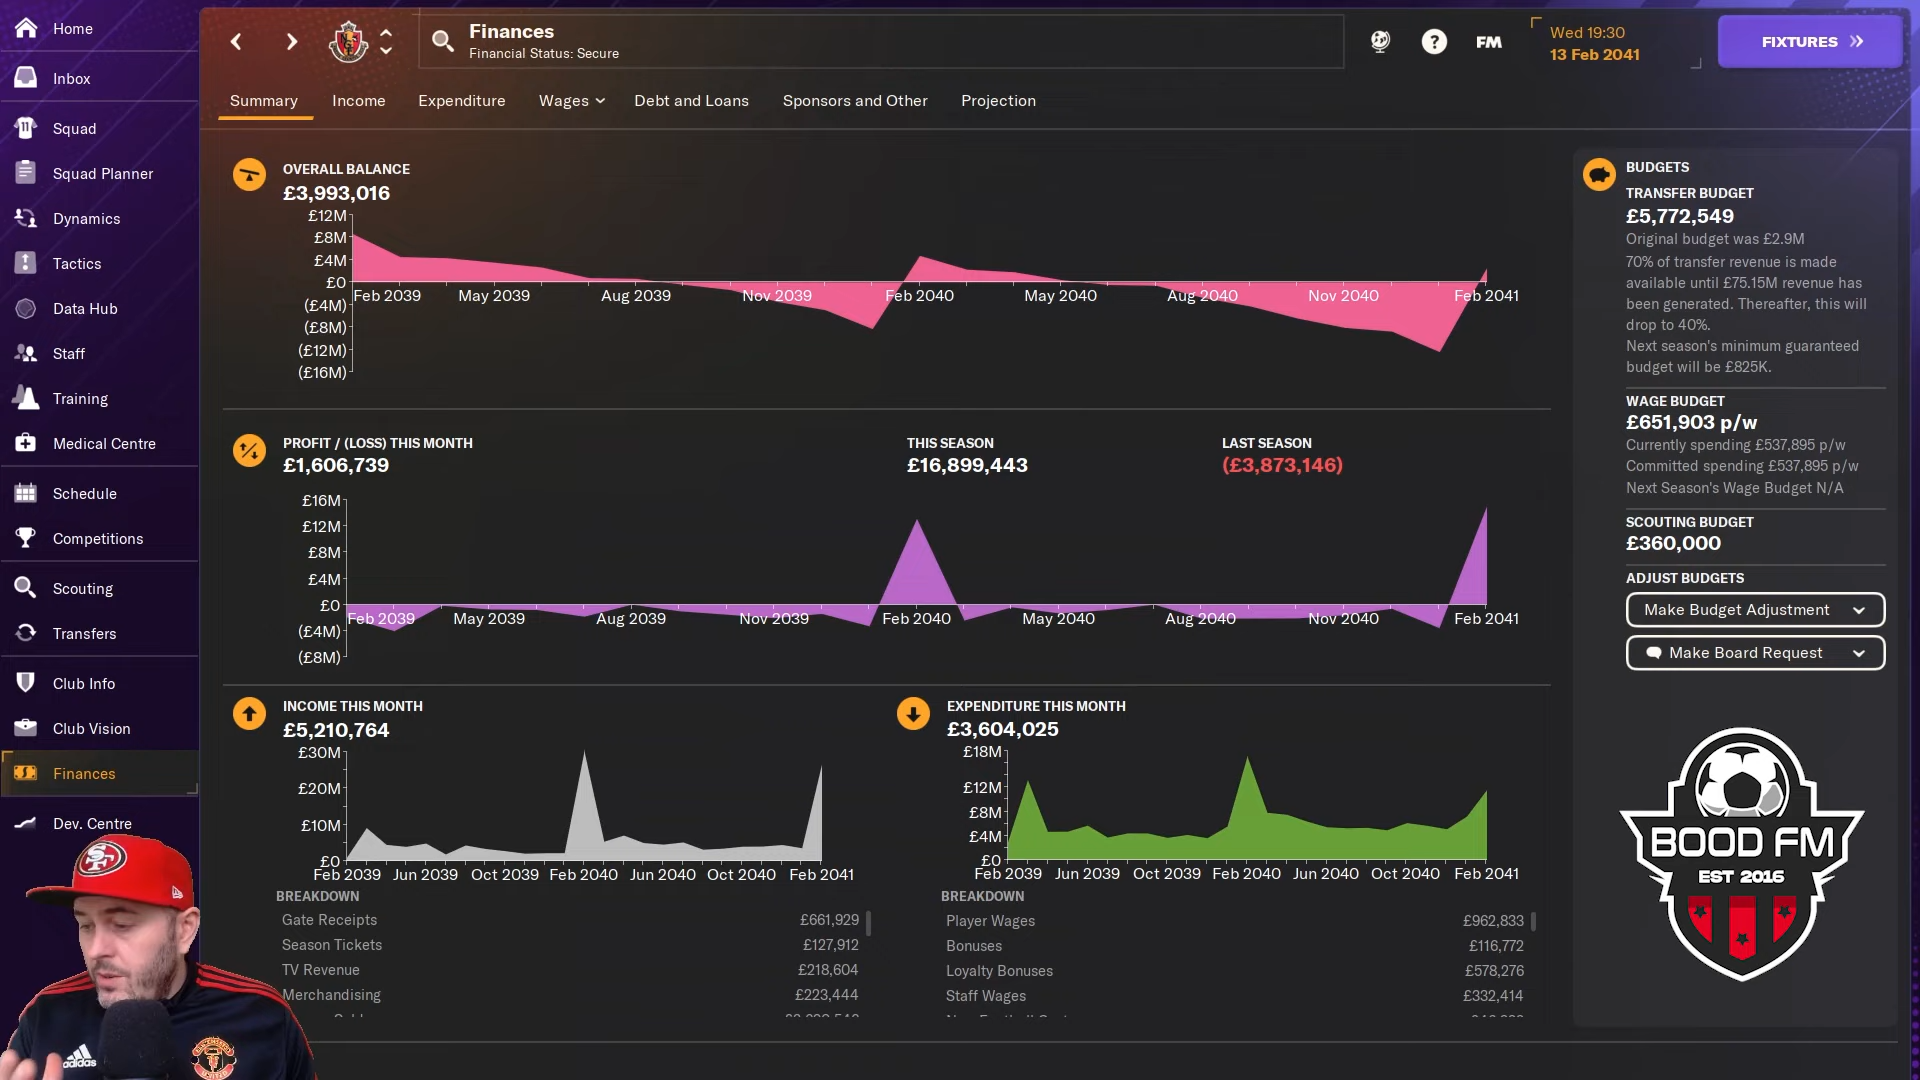 Home
Inbox
Squad
Squad Planner
Dynamics
Tactics
Data Hub
Staff
Training
Medical Centre
Schedule
Competitions
Scouting
Transfers
Club Info
Club Vision
Finances
Dev. Centre
Finances
Financial Status: Secure
?
FM
Wed 19:30
13 Feb 2041
FIXTURES
Summary
Income
Expenditure
Wages
Debt and Loans
Sponsors and Other
Projection
OVERALL BALANCE
£3,993,016
£12M
£8M
£4M
£0
(£4M)
(£8M)
(£12M)
(£16M)
Feb 2039 May 2039 Aug 2039 Nov 2039 Feb 2040 May 2040 Aug 2040 Nov 2040 Feb 2041
PROFIT / (LOSS) THIS MONTH
£1,606,739
THIS SEASON
£16,899,443
LAST SEASON
(£3,873,146)
£16M
£12M
£8M
£4M
£0
(£4M)
(£8M)
Feb 2039 May 2039 Aug 2039 Nov 2039 Feb 2040 May 2040 Aug 2040 Nov 2040 Feb 2041
INCOME THIS MONTH
£5,210,764
£30M
£20M
£10M
£0
Feb 2039 Jun 2039 Oct 2039 Feb 2040 Jun 2040 Oct 2040 Feb 2041
BREAKDOWN
Gate Receipts £661,929
Season Tickets £127,912
TV Revenue £218,604
Merchandising £223,444
EXPENDITURE THIS MONTH
£3,604,025
£18M
£12M
£8M
£4M
£0
Feb 2039 Jun 2039 Oct 2039 Feb 2040 Jun 2040 Oct 2040 Feb 2041
BREAKDOWN
Player Wages £962,833
Bonuses £116,772
Loyalty Bonuses £578,276
Staff Wages £332,414
BUDGETS
TRANSFER BUDGET
£5,772,549
Original budget was £2.9M
70% of transfer revenue is made
available until £75.15M revenue has
been generated. Thereafter, this will
drop to 40%.
Next season's minimum guaranteed
budget will be £825K.
WAGE BUDGET
£651,903 p/w
Currently spending £537,895 p/w
Committed spending £537,895 p/w
Next Season's Wage Budget N/A
SCOUTING BUDGET
£360,000
ADJUST BUDGETS
Make Budget Adjustment
Make Board Request
BOOD FM
EST 2016
SF
adidas